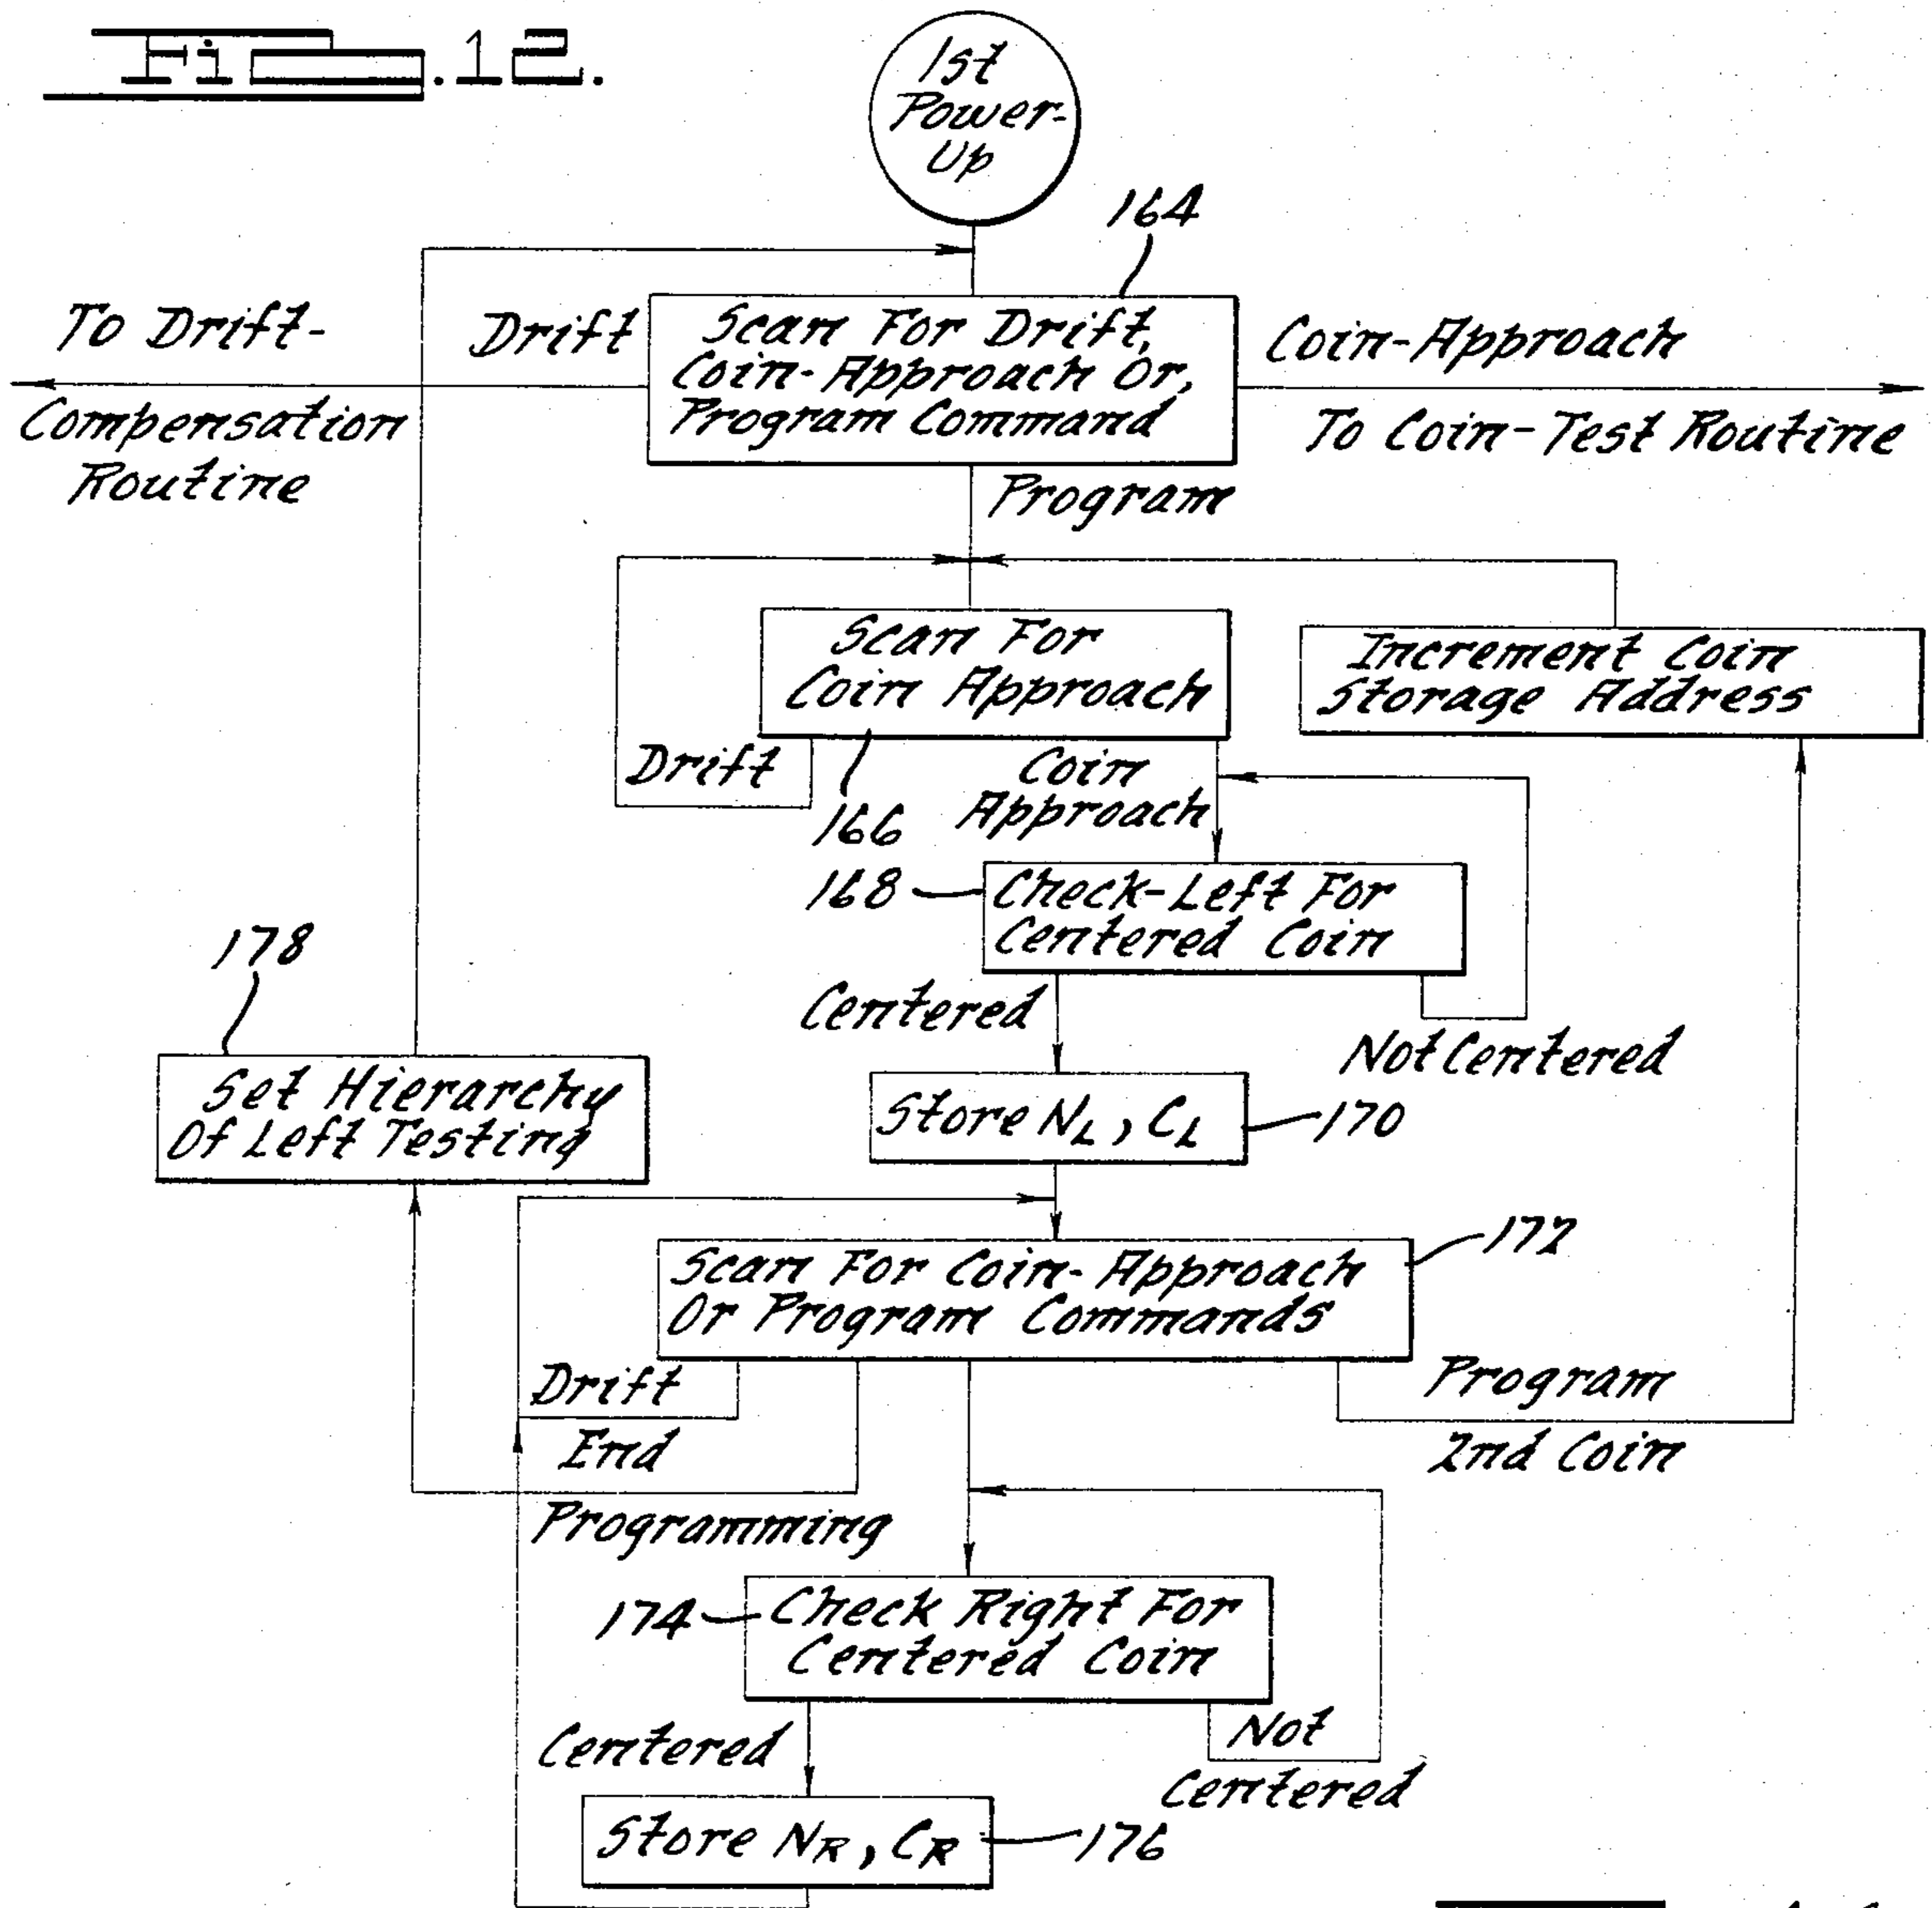 Fig.12.
1st
Power-
Up
164
To Drift-
Compensation
Routine
Drift
Scan For Drift,
Coin-Approach Or,
Program Command
Coin-Approach
To Coin-Test Routine
Program
Scan For
Coin Approach
Increment Coin
Storage Address
Drift
166
Coin
Approach
168
Check-Left For
Centered Coin
Centered
Not Centered
178
Set Hierarchy
Of Left Testing
Store NL, CL
170
172
Scan For Coin-Approach
Or Program Commands
Drift
End
Programming
Program
2nd Coin
174
Check Right For
Centered Coin
Centered
Not
Centered
Store NR, CR
176